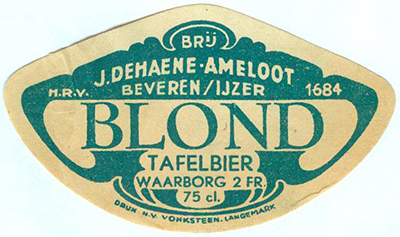 BRIJ
J. DEHAENE-AMELOOT
H.R.V. BEVEREN/IJZER 1684
BLOND
TAFELBIER
WAARBORG 2 FR.
75 cl.
DRUK N.V. VONKSTEEN. LANGEMARK